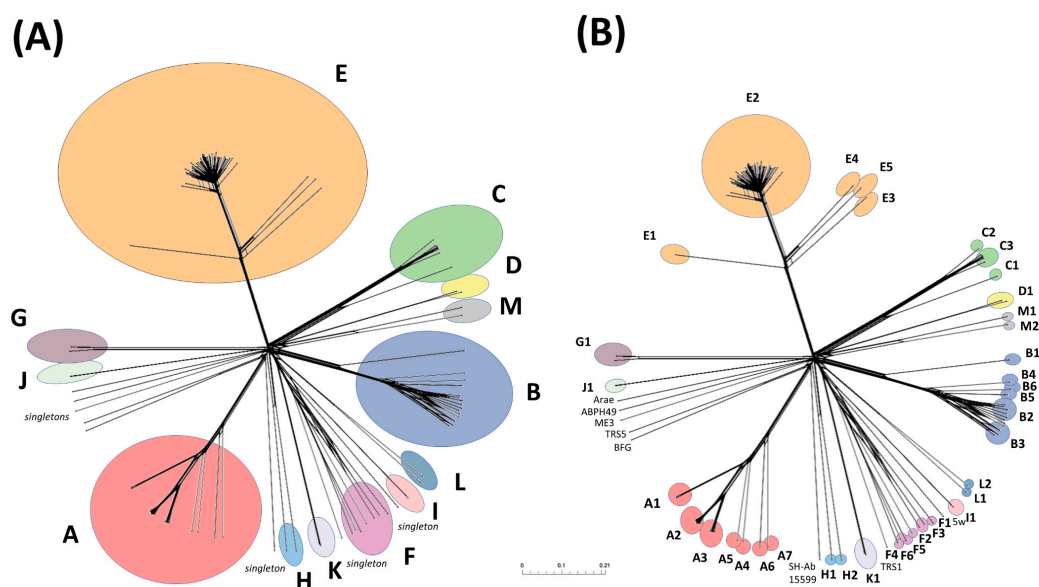 (A)
E
C
D
M
G
J
B
singletons
L
I
singleton
A
F
singleton
K
H
singleton
(B)
E2
E4
E5
E3
E1
C2
C3
C1
D1
M1
M2
G1
B1
J1
B4
B6
B5
B2
B3
Arae
ABPH49
ME3
TRS5
BFG
L2
L1
I1
5w
A1
A2
A3
A5
A4
A6
A7
SH-Ab
15599
H1
H2
K1
F4
TRS1
F6
F5
F2
F3
F1
0.0
0.21